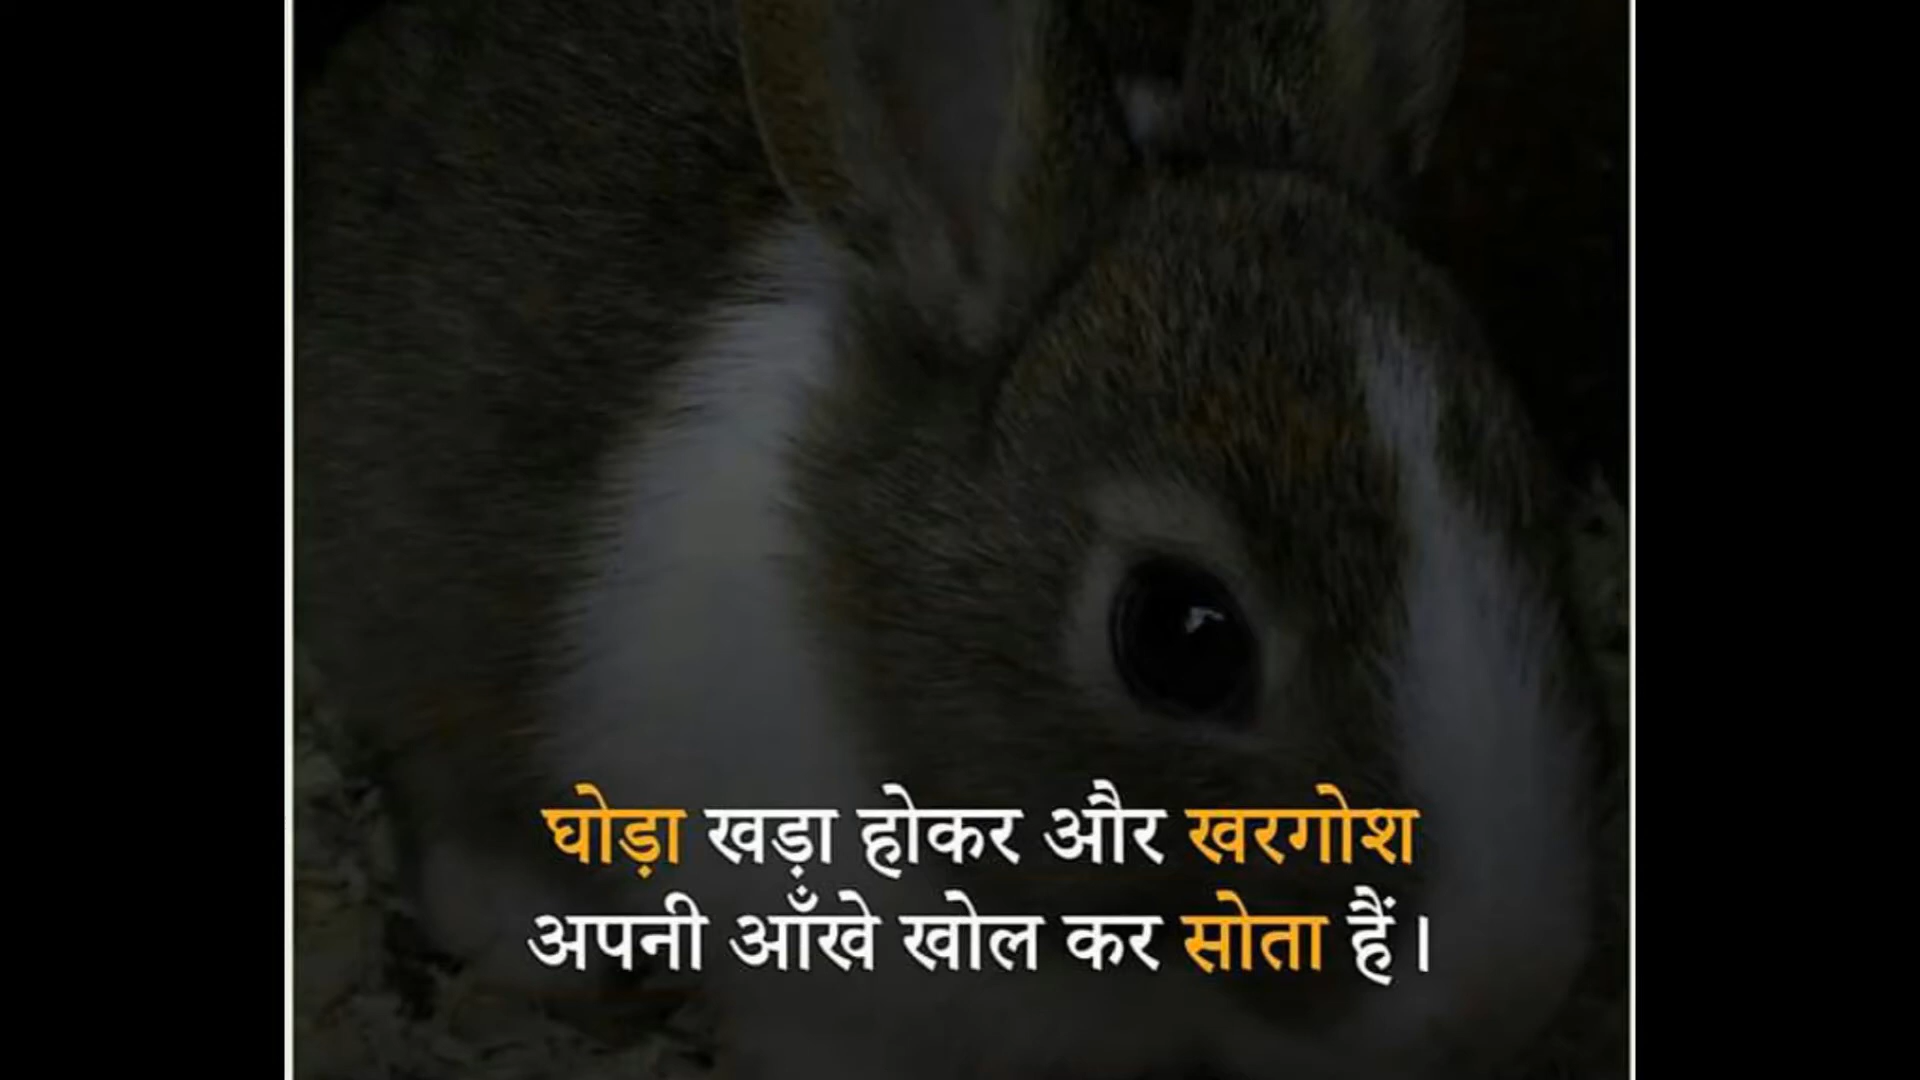 घोड़ा खड़ा होकर और खरगोश
अपनी आँखे खोल कर सोता हैं।